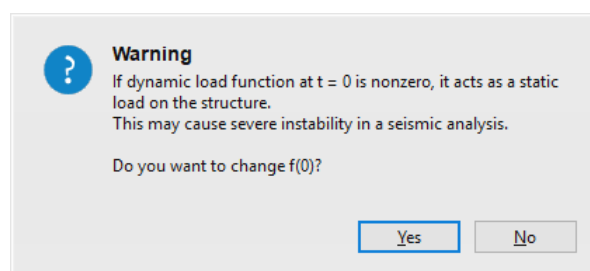 Warning
If dynamic load function at t = 0 is nonzero, it acts as a static
load on the structure.
This may cause severe instability in a seismic analysis.
Do you want to change f(0)?
Yes
No